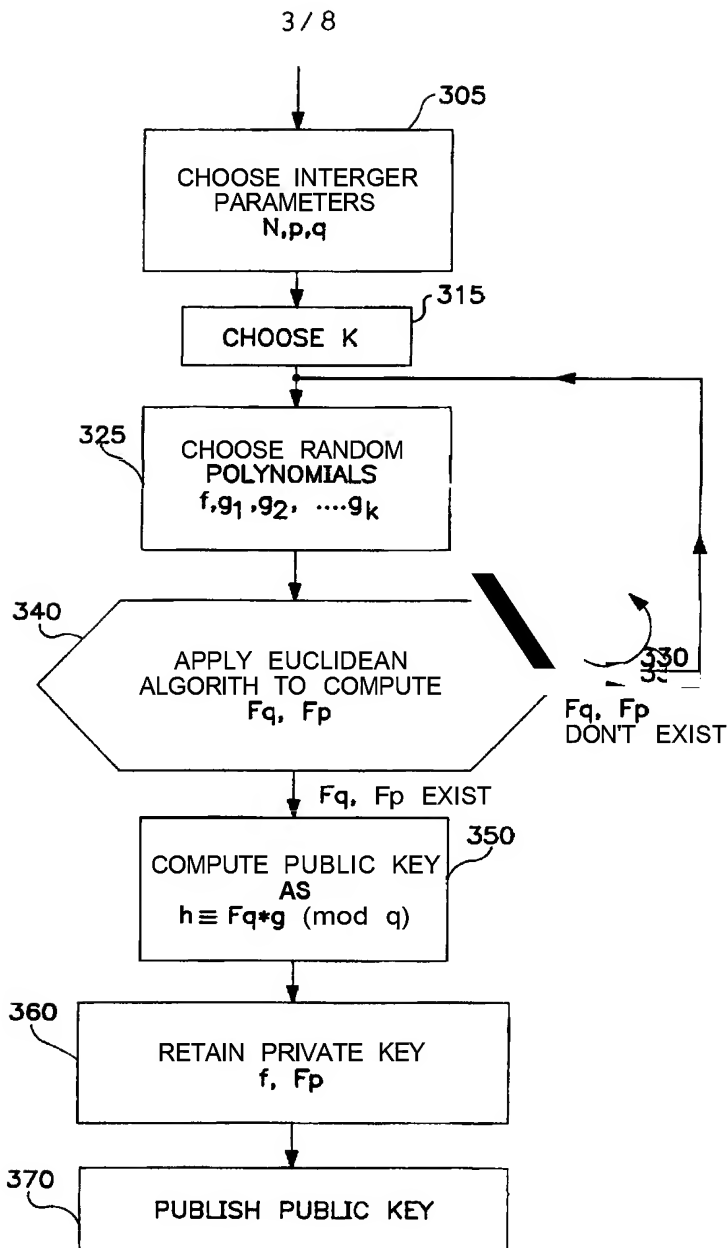 3/8
305
CHOOSE INTERGER
PARAMETERS
N,p,q
315
CHOOSE K
325
CHOOSE RANDOM
POLYNOMIALS
f,g1,g2, ....gk
340
APPLY EUCLIDEAN
ALGORITH TO COMPUTE
Fq, Fp
330
Fq, Fp
DON'T EXIST
Fq, Fp EXIST
350
COMPUTE PUBLIC KEY
AS
h≡ Fq*g (mod q)
360
RETAIN PRIVATE KEY
f, Fp
370
PUBLISH PUBLIC KEY